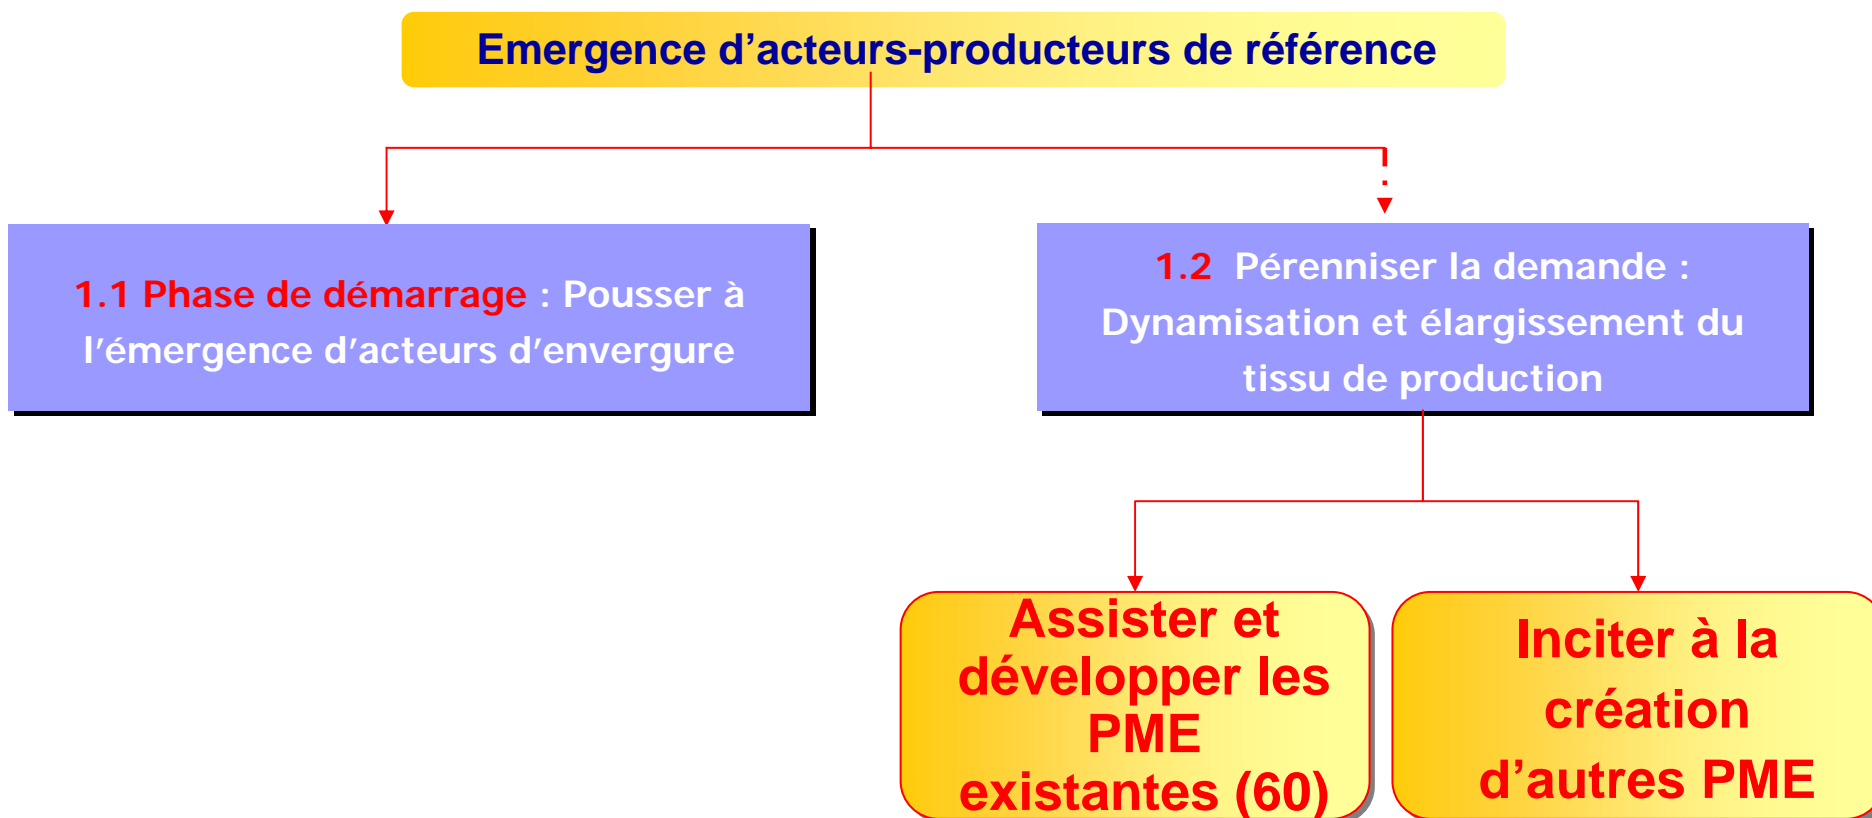 Emergence d’acteurs-producteurs de référence
1.1 Phase de démarrage : Pousser à
l’émergence d’acteurs d’envergure
1.2 Pérenniser la demande :
Dynamisation et élargissement du
tissu de production
Assister et
développer les
PME
existantes (60)
Inciter à la
création
d’autres PME